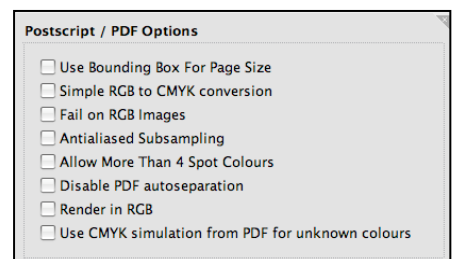 Postscript / PDF Options
Use Bounding Box For Page Size
Simple RGB to CMYK conversion
Fail on RGB Images
Antialiased Subsampling
Allow More Than 4 Spot Colours
Disable PDF autoseparation
Render in RGB
Use CMYK simulation from PDF for unknown colours